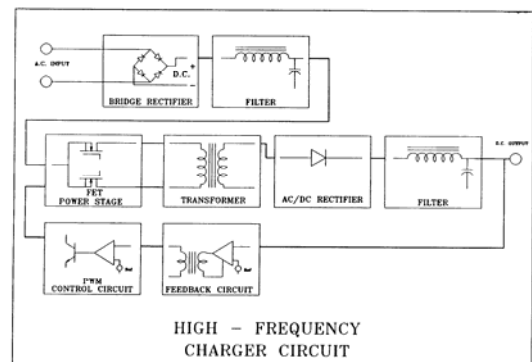 A.C. INPUT
D.C.
+
-
BRIDGE RECTIFIER
FILTER
D.C. OUTPUT
FET
POWER STAGE
TRANSFORMER
AC/DC RECTIFIER
FILTER
Ref
Ref
PWM
CONTROL CIRCUIT
FEEDBACK CIRCUIT
HIGH - FREQUENCY
CHARGER CIRCUIT